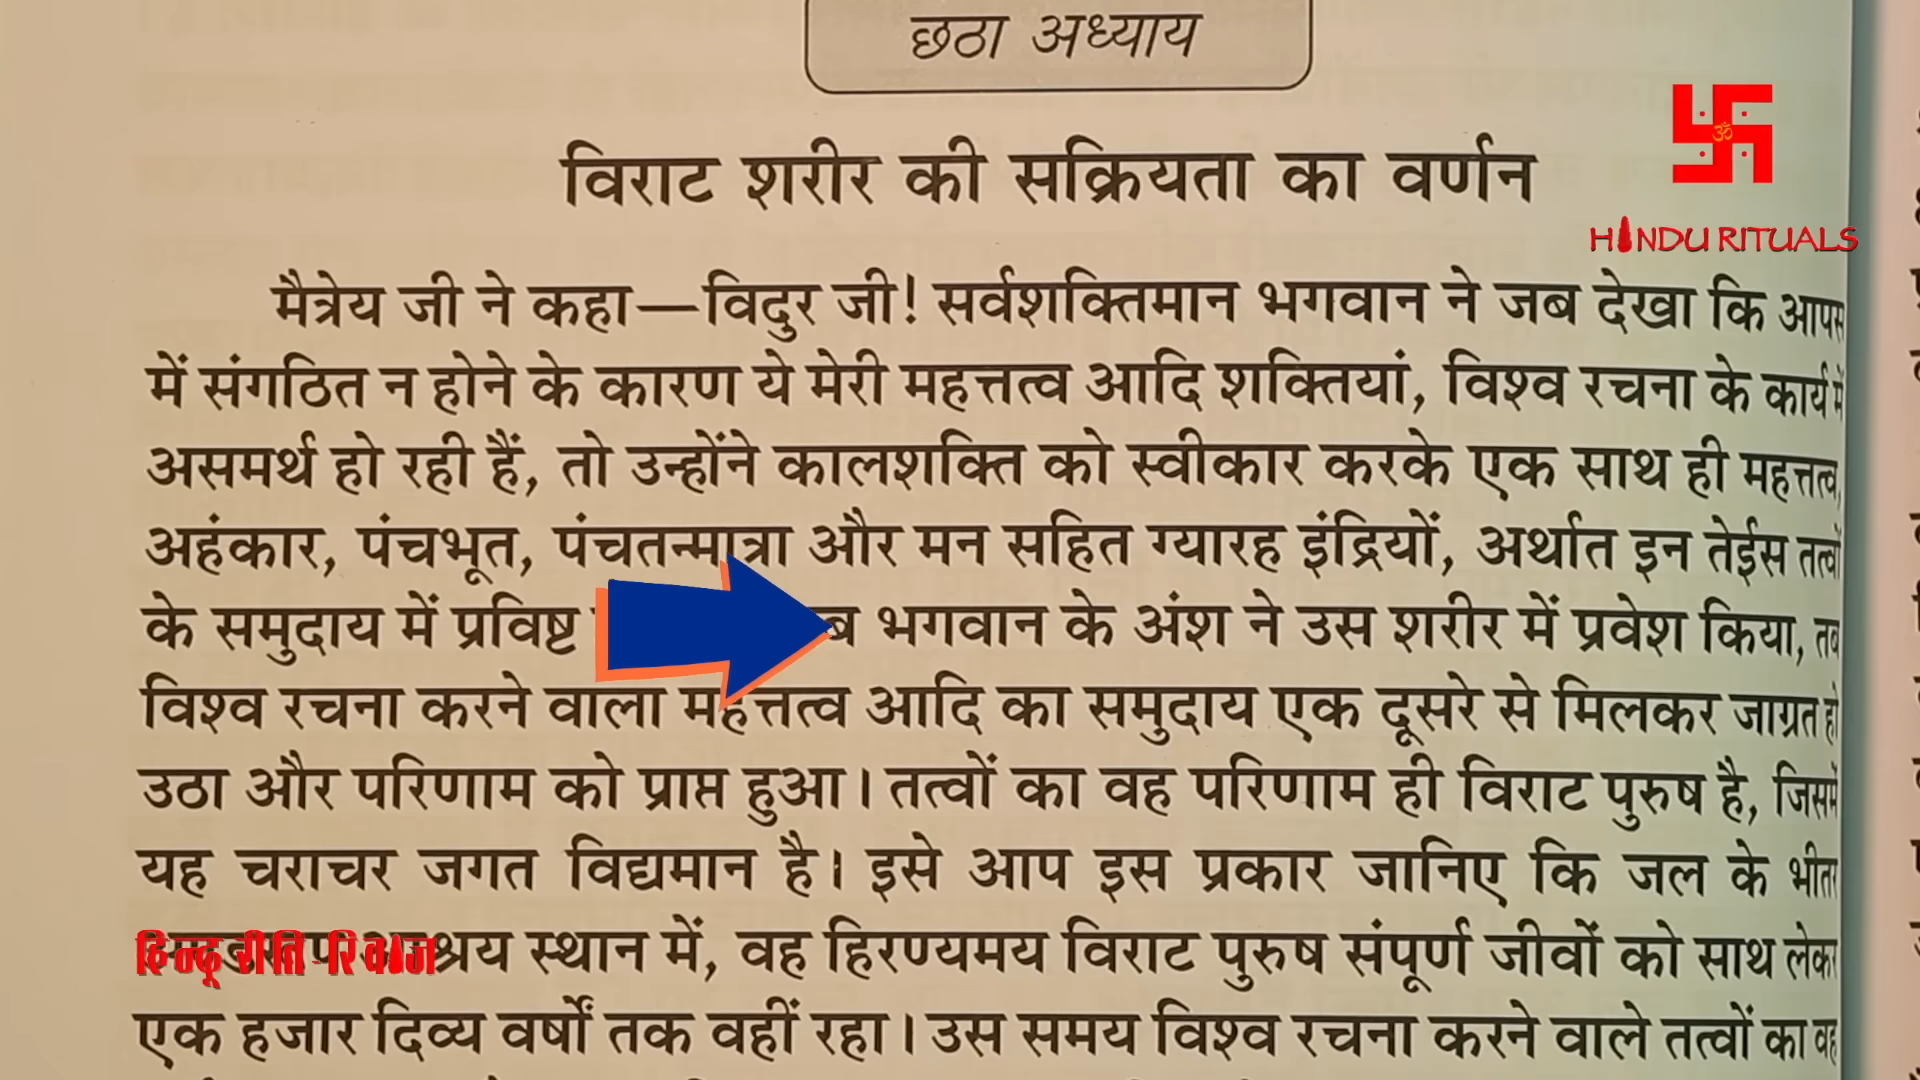 छठा अध्याय
विराट शरीर की सक्रियता का वर्णन
HINDU RITUALS
मैत्रेय जी ने कहा—विदुर जी! सर्वशक्तिमान भगवान ने जब देखा कि आपस
में संगठित न होने के कारण ये मेरी महत्तत्व आदि शक्तियां, विश्व रचना के कार्य में
असमर्थ हो रही हैं, तो उन्होंने कालशक्ति को स्वीकार करके एक साथ ही महत्तत्व,
अहंकार, पंचभूत, पंचतन्मात्रा और मन सहित ग्यारह इंद्रियों, अर्थात इन तेईस तत्वों
के समुदाय में प्रविष्ट भगवान के अंश ने उस शरीर में प्रवेश किया, तब
विश्व रचना करने वाला महत्तत्व आदि का समुदाय एक दूसरे से मिलकर जाग्रत हो
उठा और परिणाम को प्राप्त हुआ। तत्वों का वह परिणाम ही विराट पुरुष है, जिसमें
यह चराचर जगत विद्यमान है। इसे आप इस प्रकार जानिए कि जल के भीतर
हिन्दू रीति-रिवाज
स्थान में, वह हिरण्यमय विराट पुरुष संपूर्ण जीवों को साथ लेकर
एक हजार दिव्य वर्षों तक वहीं रहा। उस समय विश्व रचना करने वाले तत्वों का वह